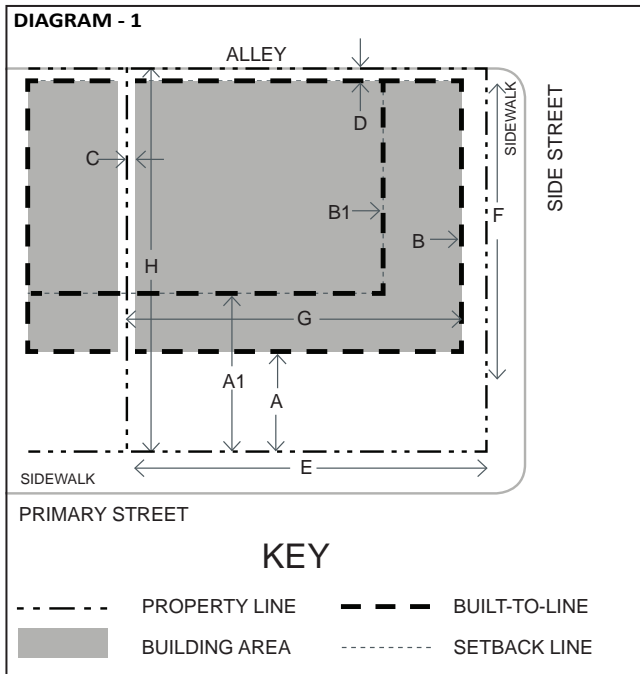 DIAGRAM - 1
ALLEY
D
SIDEWALK
SIDE STREET
C
B1
F
B
H
G
A1
A
E
SIDEWALK
PRIMARY STREET
KEY
PROPERTY LINE
BUILT-TO-LINE
BUILDING AREA
SETBACK LINE